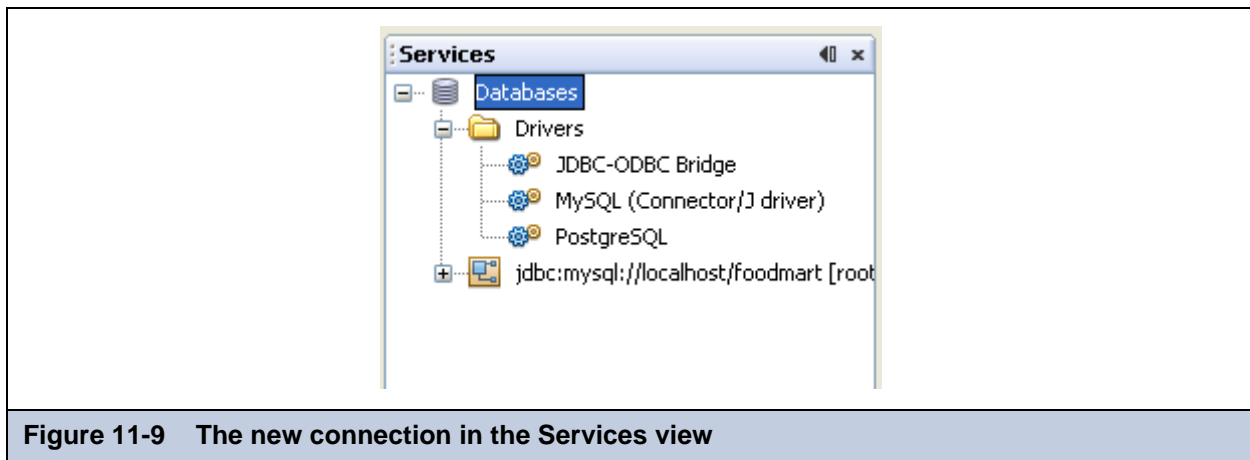 Services
Databases
Drivers
JDBC-ODBC Bridge
MySQL (Connector/J driver)
PostgreSQL
jdbc:mysql://localhost/foodmart [root
Figure 11-9 The new connection in the Services view